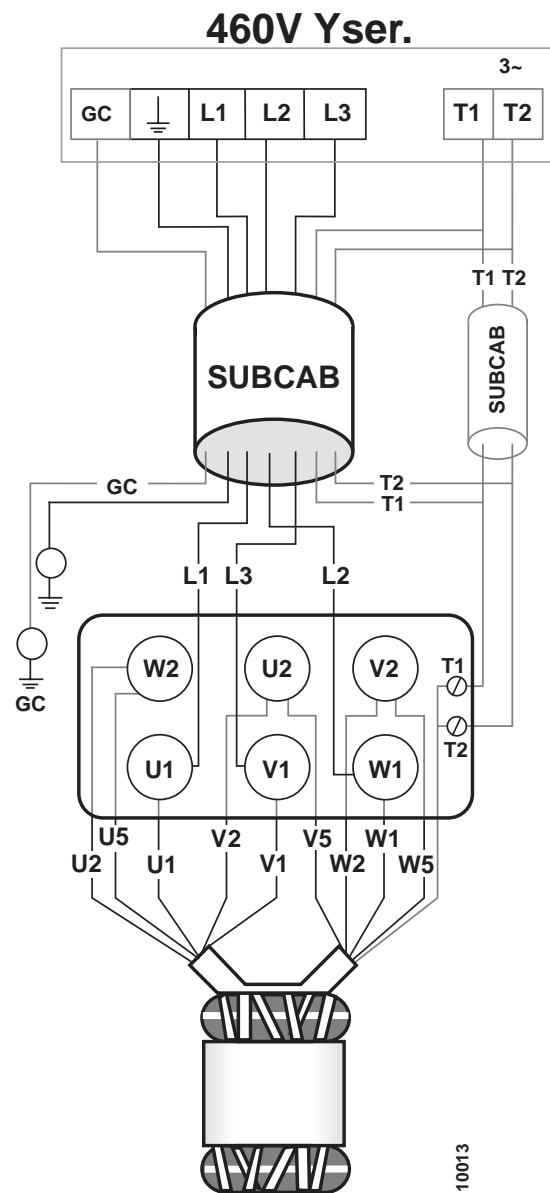 460V Yser.
3~
GC L1 L2 L3 T1 T2
T1 T2
SUBCAB
SUBCAB
GC
T2
T1
L1 L3 L2
W2 U2 V2
T1
GC
U1 V1 W1
T2
U5 V2 V5 W1
U2 U1 V1 W2 W5
10013